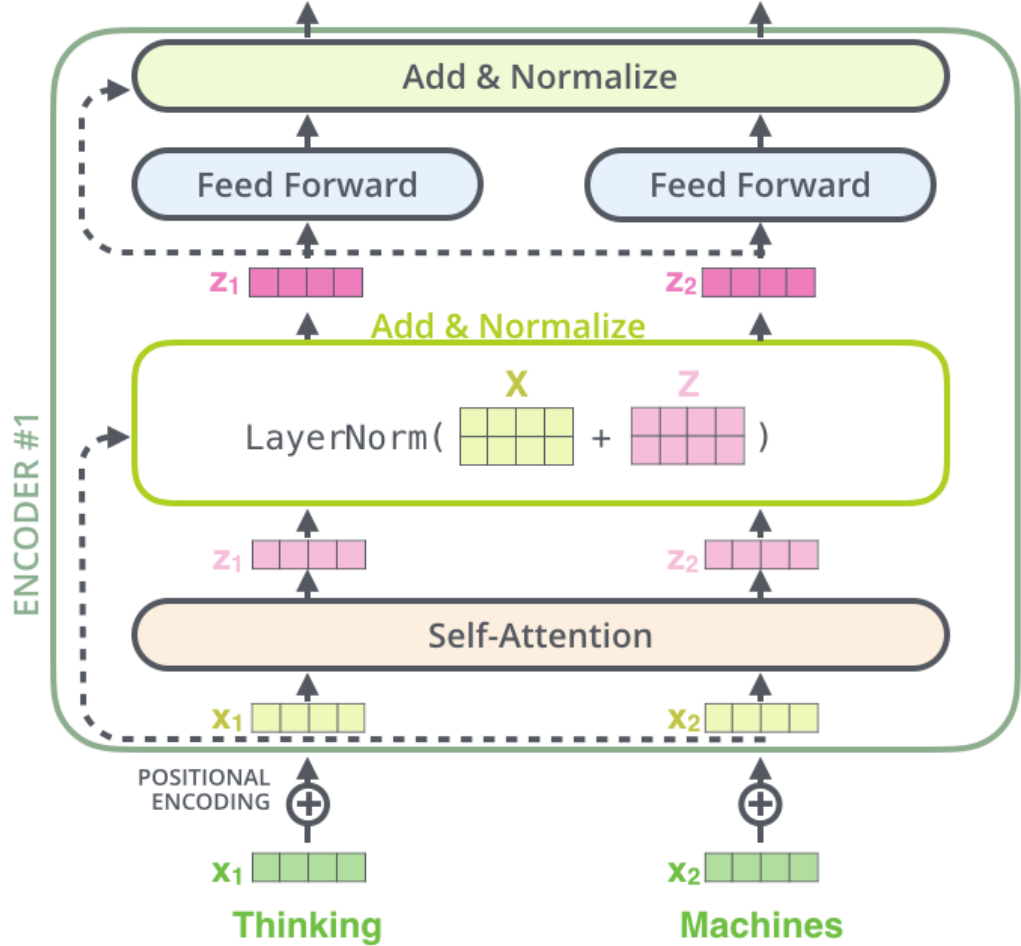 Add & Normalize
Feed Forward
Feed Forward
z1
z2
Add & Normalize
X
Z
LayerNorm(
+
)
ENCODER #1
z1
z2
Self-Attention
x1
x2
POSITIONAL
ENCODING
x1
x2
Thinking
Machines